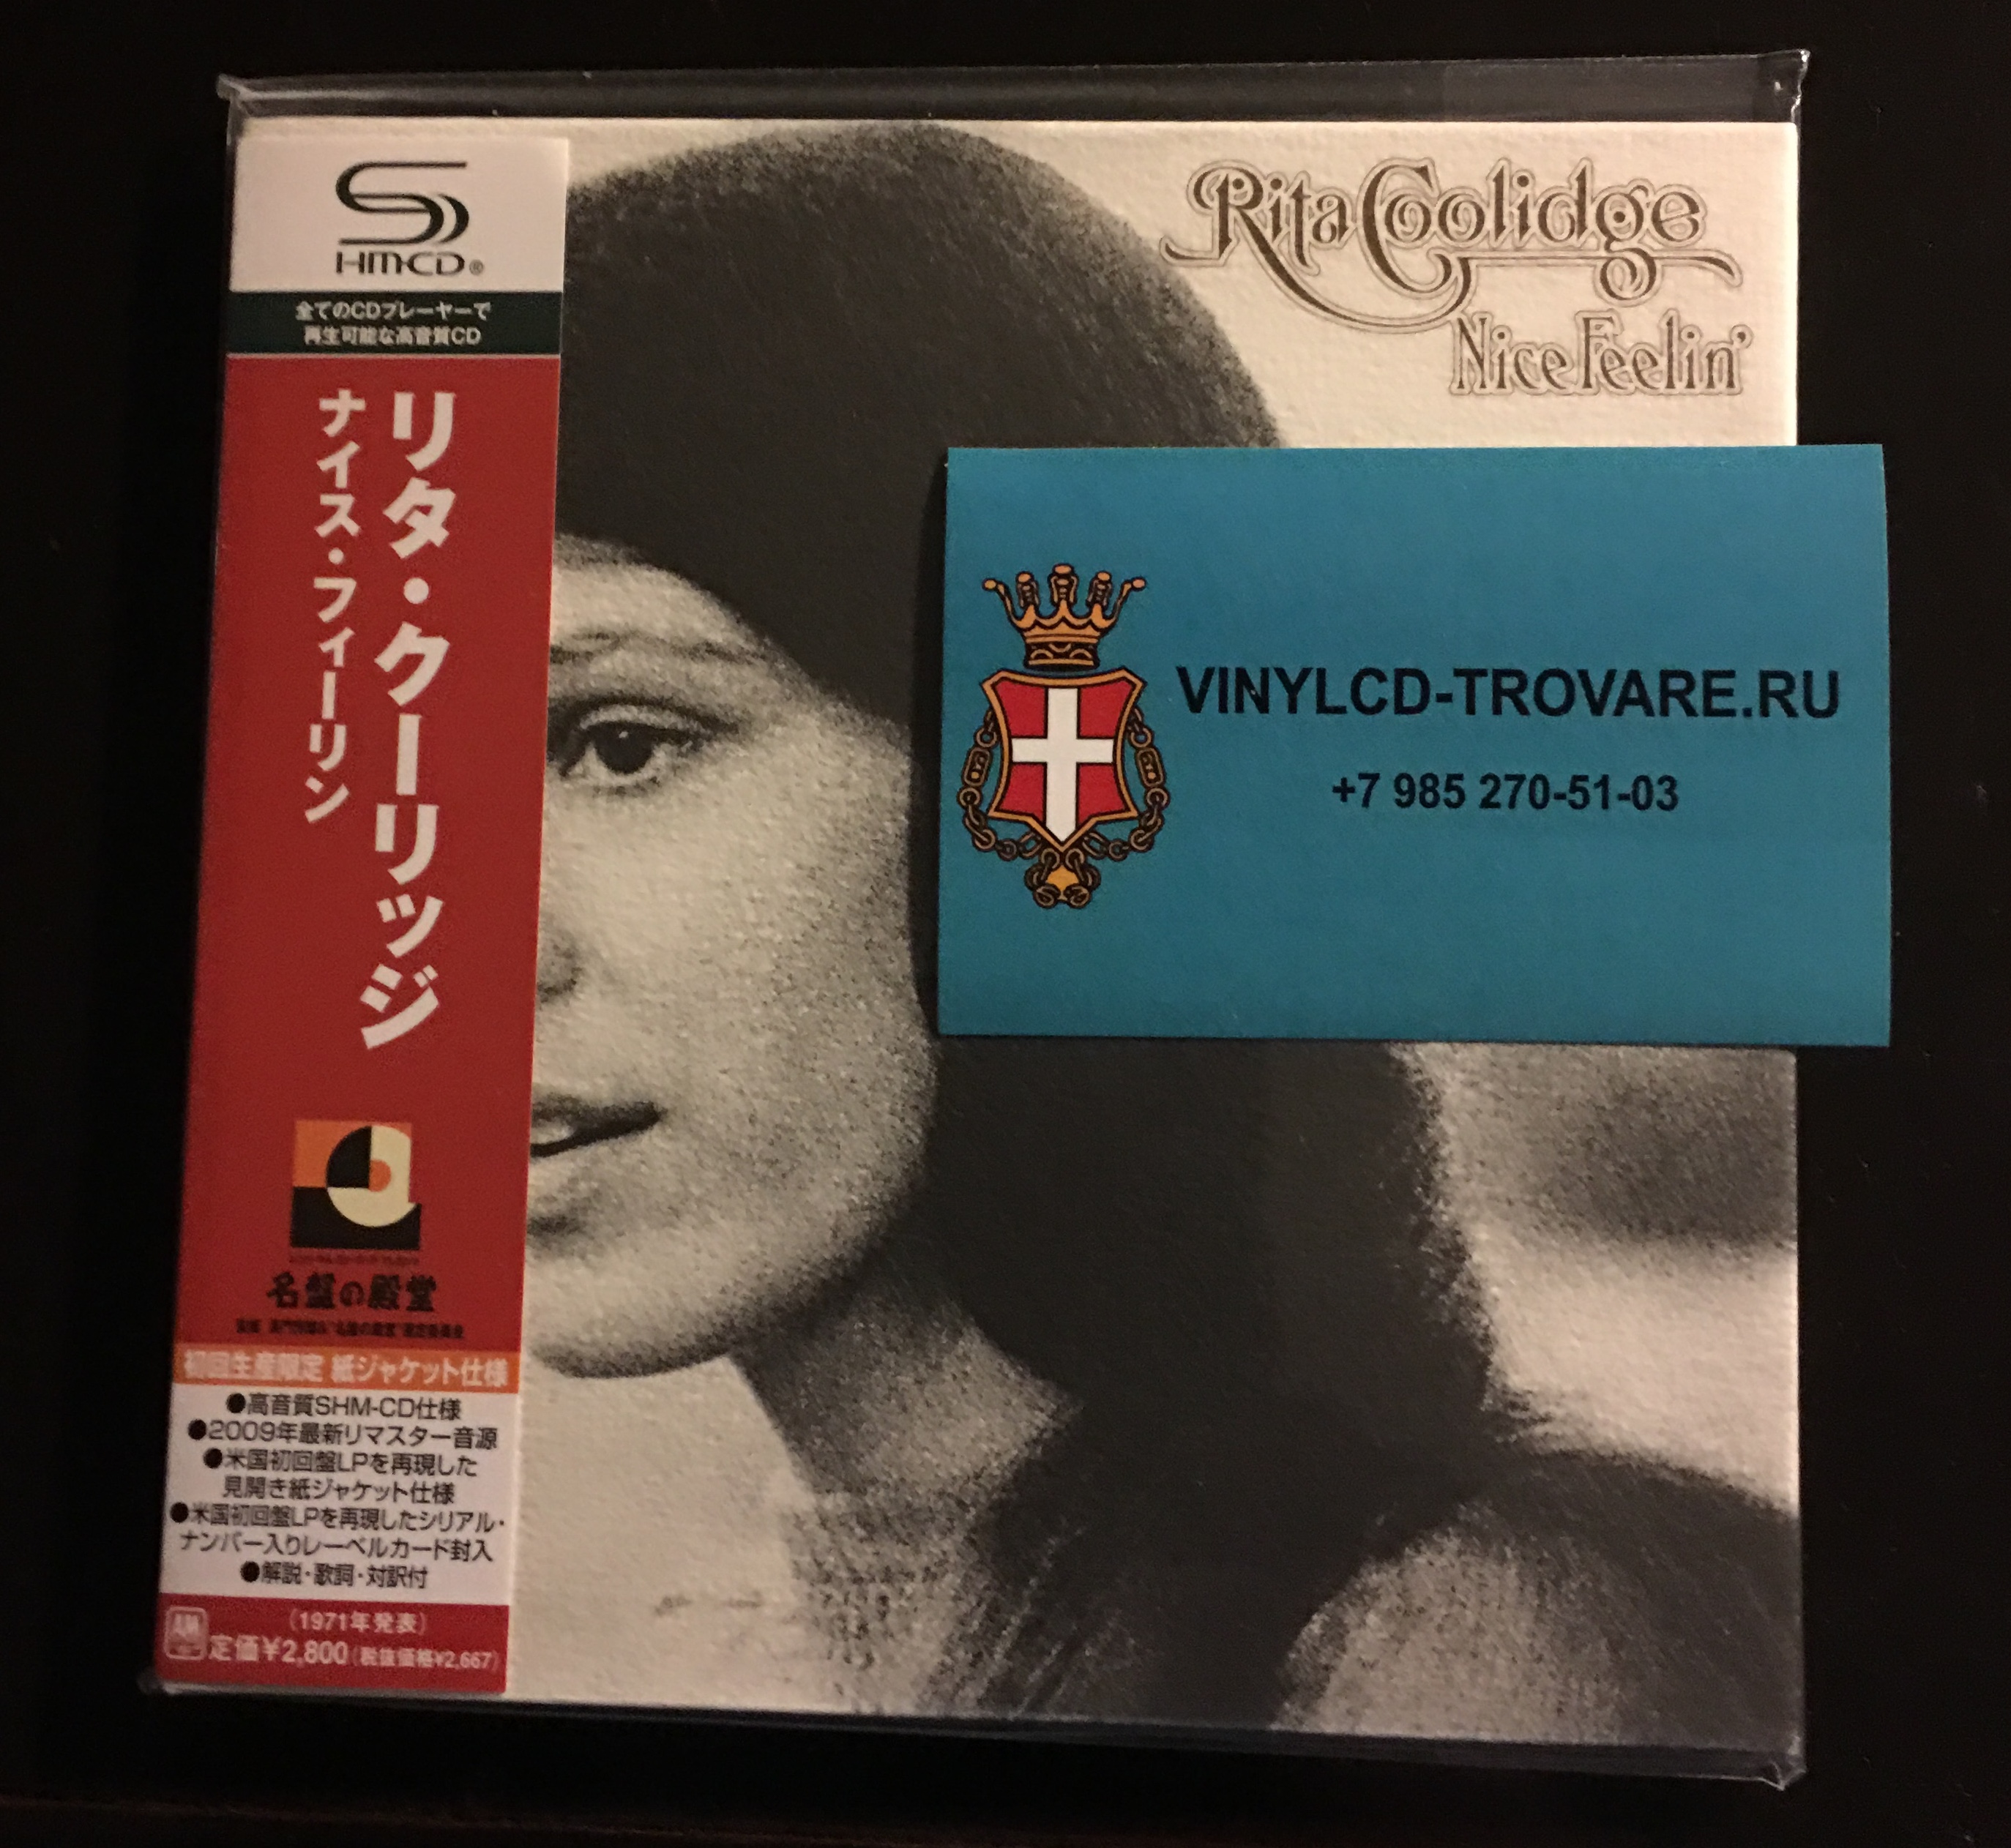 SHM-CD®
全てのCDプレーヤーで
再生可能な高音質CD
リタ・クーリッジ
ナイス・フィーリン
名盤の殿堂
初回生産限定 紙ジャケット仕様
●高音質SHM-CD仕様
●2009年最新リマスター音源
●米国初回盤LPを再現した
見開き紙ジャケット仕様
●米国初回盤LPを再現したシリアル・
ナンバー入りレーベルカード封入
●解説・歌詞・対訳付
(1971年発表)
AM
定価¥2,800(税抜価格¥2,667)
Rita Coolidge
Nice Feelin'
VINYLCD-TROVARE.RU
+7 985 270-51-03